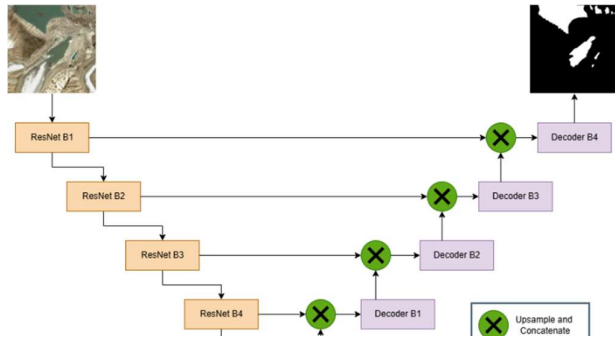 ResNet B1
Decoder B4
ResNet B2
Decoder B3
ResNet B3
Decoder B2
ResNet B4
Decoder B1
Upsample and
Concatenate